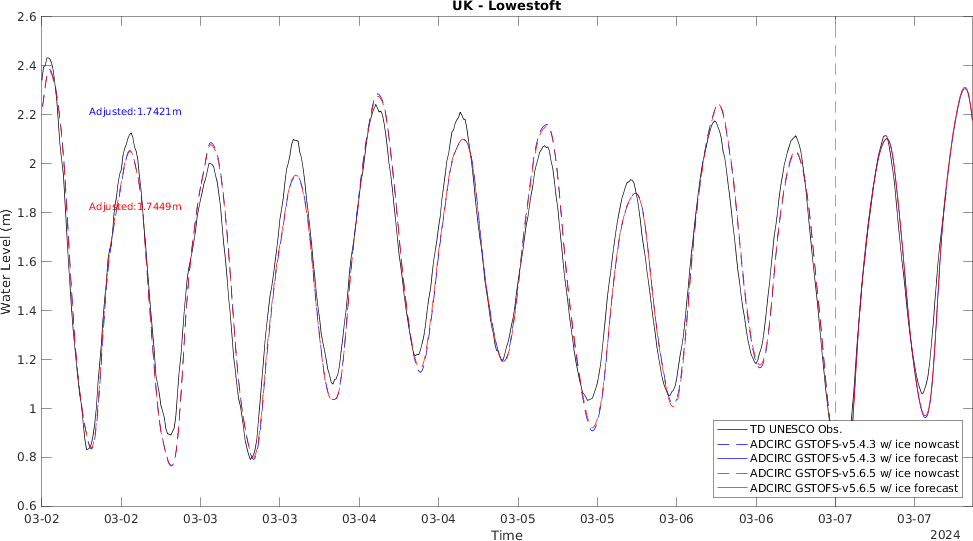 UK - Lowestoft
2.6
2.4
2.2
2
1.8
1.6
1.4
1.2
1
0.8
0.6
Water Level (m)
Adjusted:1.7421m
Adjusted:1.7449m
TD UNESCO Obs.
ADCIRC GSTOFS-v5.4.3 w/ ice nowcast
ADCIRC GSTOFS-v5.4.3 w/ ice forecast
ADCIRC GSTOFS-v5.6.5 w/ ice nowcast
ADCIRC GSTOFS-v5.6.5 w/ ice forecast
03-02 03-02 03-03 03-03 03-04 03-04 03-05 03-05 03-06 03-06 03-07 03-07
Time
2024